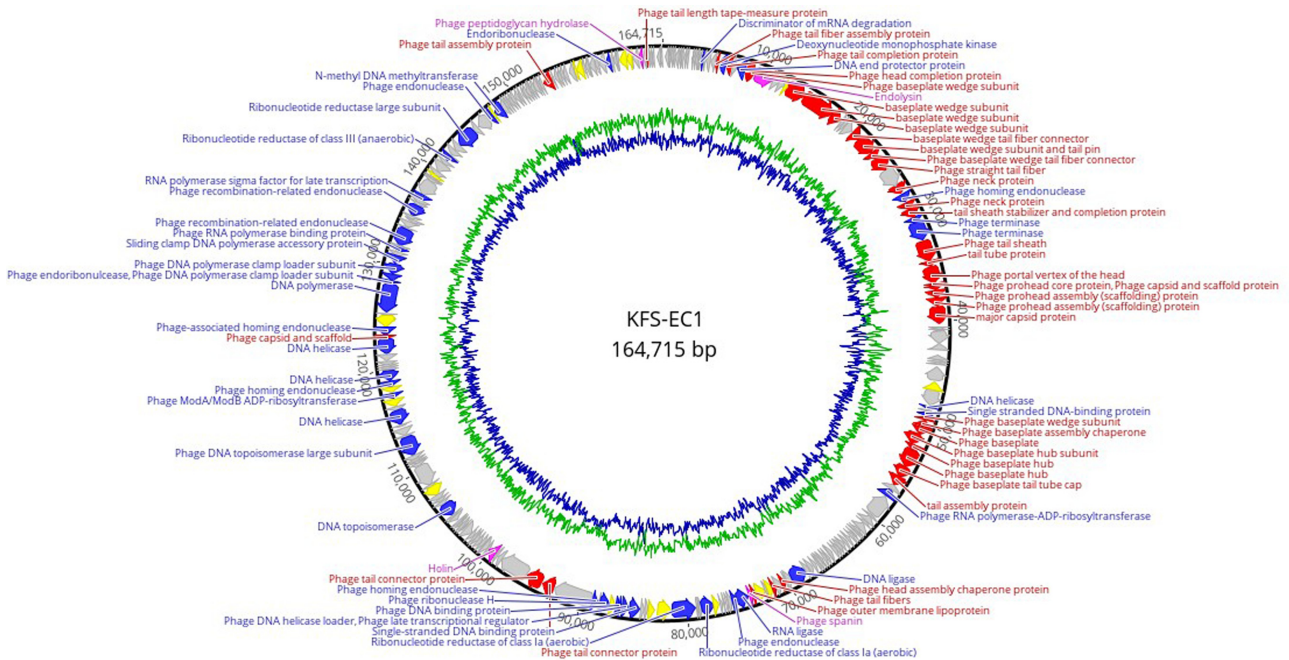 Phage tail length tape-measure protein
Phage peptidoglycan hydrolase
Discriminator of mRNA degradation
Endoribonuclease
164,715
Phage tail fiber assembly protein
Phage tail assembly protein
Deoxynucleotide monophosphate kinase
10,000
Phage tail completion protein
DNA end protector protein
N-methyl DNA methyltransferase
150,000
Phage head completion protein
Phage endonuclease
Phage baseplate wedge subunit
Endolysin
Ribonucleotide reductase large subunit
baseplate wedge subunit
20,000
baseplate wedge subunit
baseplate wedge subunit
Ribonucleotide reductase of class III (anaerobic)
baseplate wedge tail fiber connector
baseplate wedge subunit and tail pin
140,000
Phage baseplate wedge tail fiber connector
Phage straight tail fiber
RNA polymerase sigma factor for late transcription
Phage neck protein
Phage recombination-related endonuclease
Phage homing endonuclease
Phage neck protein
30,000
tail sheath stabilizer and completion protein
Phage recombination-related endonuclease
Phage terminase
Phage RNA polymerase binding protein
Phage terminase
Sliding clamp DNA polymerase accessory protein
Phage tail sheath
130,000
tail tube protein
Phage DNA polymerase clamp loader subunit
Phage endoribonulcease, Phage DNA polymerase clamp loader subunit
Phage portal vertex of the head
DNA polymerase
Phage prohead core protein, Phage capsid and scaffold protein
Phage prohead assembly (scaffolding) protein
Phage prohead assembly (scaffolding) protein
major capsid protein
40,000
KFS-EC1
164,715 bp
Phage-associated homing endonuclease
Phage capsid and scaffold
DNA helicase
120,000
DNA helicase
Phage homing endonuclease
Phage ModA/ModB ADP-ribosyltransferase
DNA helicase
DNA helicase
Single stranded DNA-binding protein
Phage baseplate wedge subunit
Phage baseplate assembly chaperone
Phage baseplate
Phage DNA topoisomerase large subunit
Phage baseplate hub subunit
Phage baseplate hub
Phage baseplate hub
Phage baseplate tail tube cap
110,000
tail assembly protein
Phage RNA polymerase-ADP-ribosyltransferase
DNA topoisomerase
60,000
Holin
100,000
Phage tail connector protein
DNA ligase
Phage homing endonuclease
Phage head assembly chaperone protein
Phage ribonuclease H
70,000
Phage tail fibers
Phage DNA binding protein
Phage outer membrane lipoprotein
Phage DNA helicase loader, Phage late transcriptional regulator
90,000
Phage spanin
Single-stranded DNA binding protein
80,000
RNA ligase
Ribonucleotide reductase of class Ia (aerobic)
Phage endonuclease
Phage tail connector protein
Ribonucleotide reductase of class Ia (aerobic)